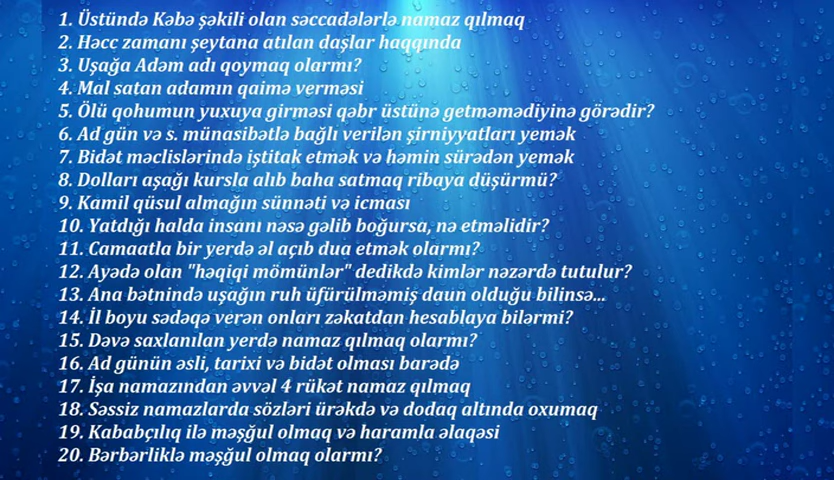 1. Üstündə Kəbə şəkili olan səccadələrlə namaz qılmaq
2. Həcc zamanı şeytana atılan daşlar haqqında
3. Uşağa Adəm adı qoymaq olarmı?
4. Mal satan adamın qaimə verməsi
5. Ölü qohumun yuxuya girməsi qəbr üstünə getməmədiyinə görədir?
6. Ad gün və s. münasibətlə bağlı verilən şirniyyatları yemək
7. Bidət məclislərində iştitak etmək və həmin sürədən yemək
8. Dolları aşağı kursla alıb baha satmaq ribaya düşürmü?
9. Kamil qüsul almağın sünnəti və icması
10. Yatdığı halda insanı nəsə gəlib boğursa, nə etməlidir?
11. Camaatla bir yerdə əl açıb dua etmək olarmı?
12. Ayədə olan "həqiqi mömünlər" dedikdə kimlər nəzərdə tutulur?
13. Ana bətnində uşağın ruh üfürülməmiş daun olduğu bilinsə...
14. İl boyu sədəqə verən onları zəkatdan hesablaya bilərmi?
15. Dəvə saxlanılan yerdə namaz qılmaq olarmı?
16. Ad günün əsli, tarixi və bidət olması barədə
17. İşa namazından əvvəl 4 rükət namaz qılmaq
18. Səssiz namazlarda sözləri ürəkdə və dodaq altında oxumaq
19. Kababçılıq ilə məşğul olmaq və haramla əlaqəsi
20. Bərbərliklə məşğul olmaq olarmı?